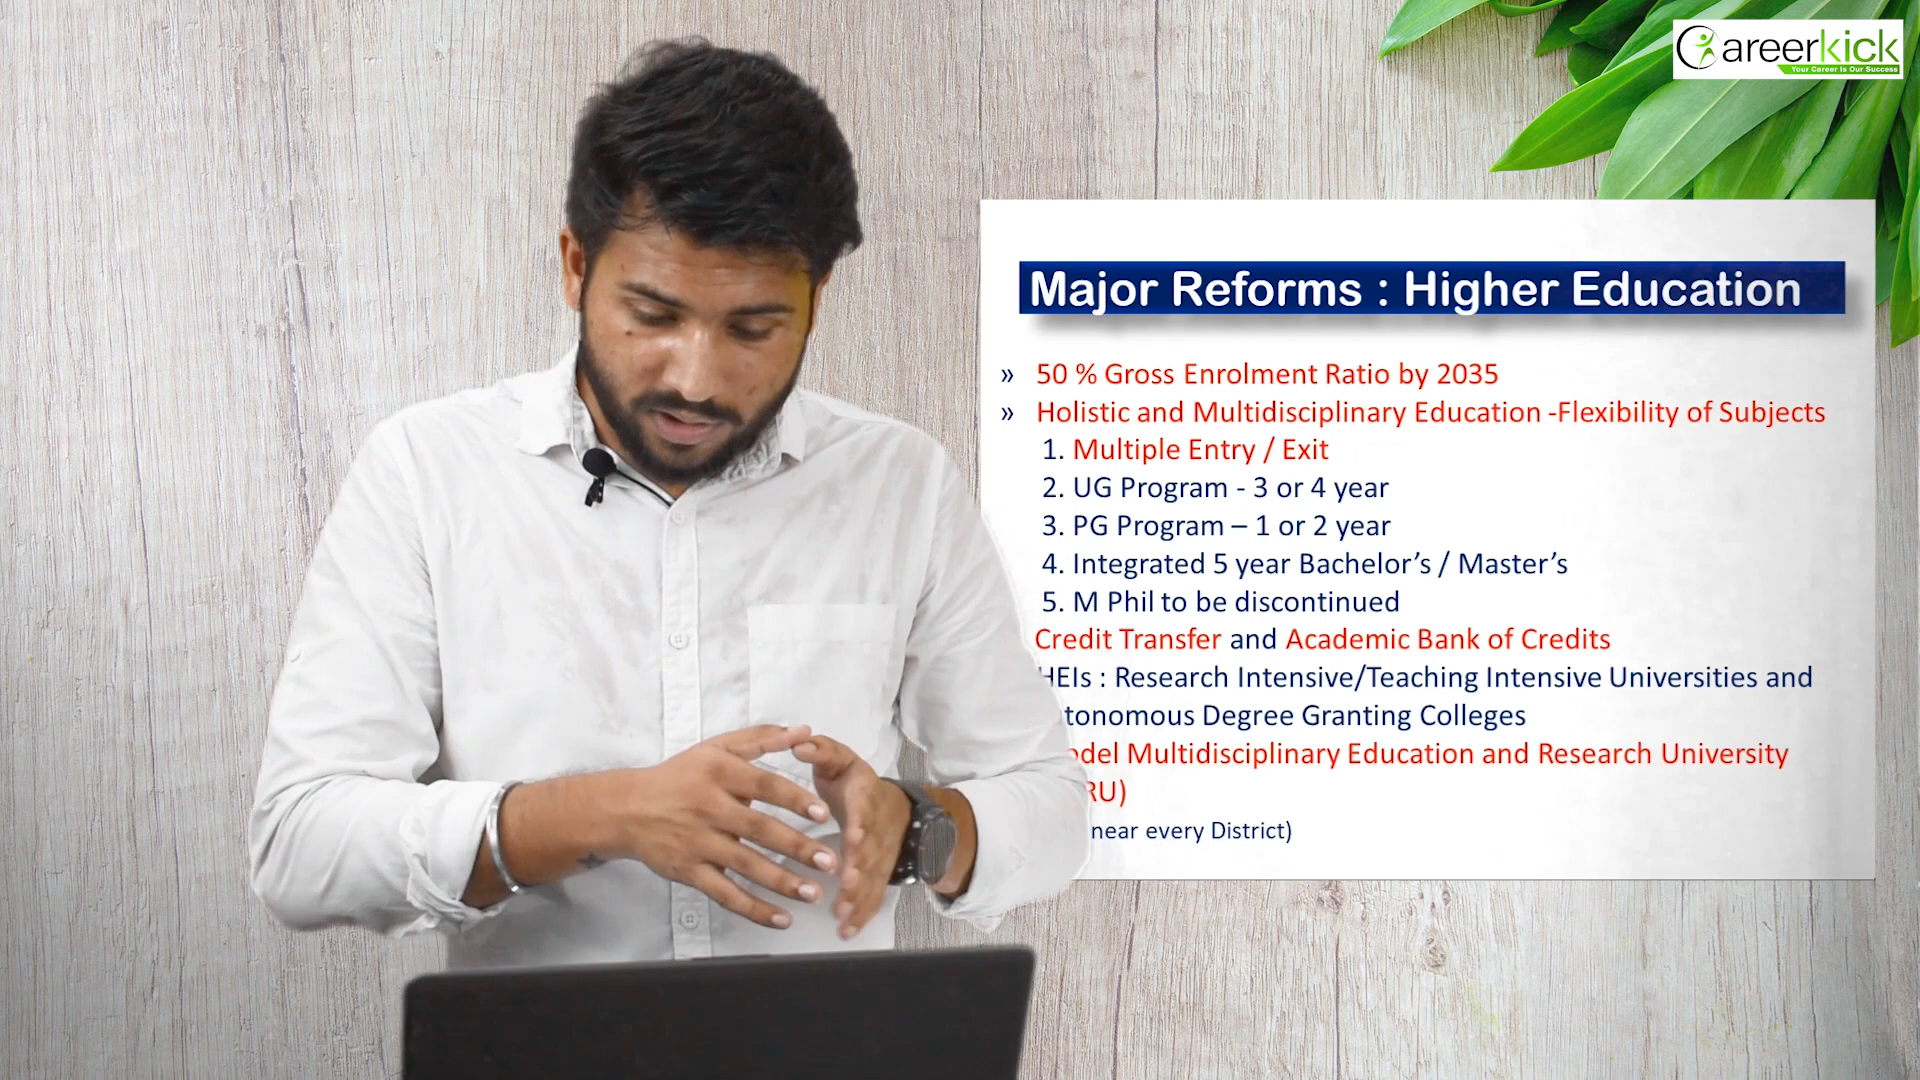 Careerkick
Your Career Is Our Success
Major Reforms : Higher Education
» 50 % Gross Enrolment Ratio by 2035
» Holistic and Multidisciplinary Education -Flexibility of Subjects
1. Multiple Entry / Exit
2. UG Program - 3 or 4 year
3. PG Program – 1 or 2 year
4. Integrated 5 year Bachelor’s / Master’s
5. M Phil to be discontinued
Credit Transfer and Academic Bank of Credits
HEIs : Research Intensive/Teaching Intensive Universities and
tonomous Degree Granting Colleges
odel Multidisciplinary Education and Research University
RU)
near every District)